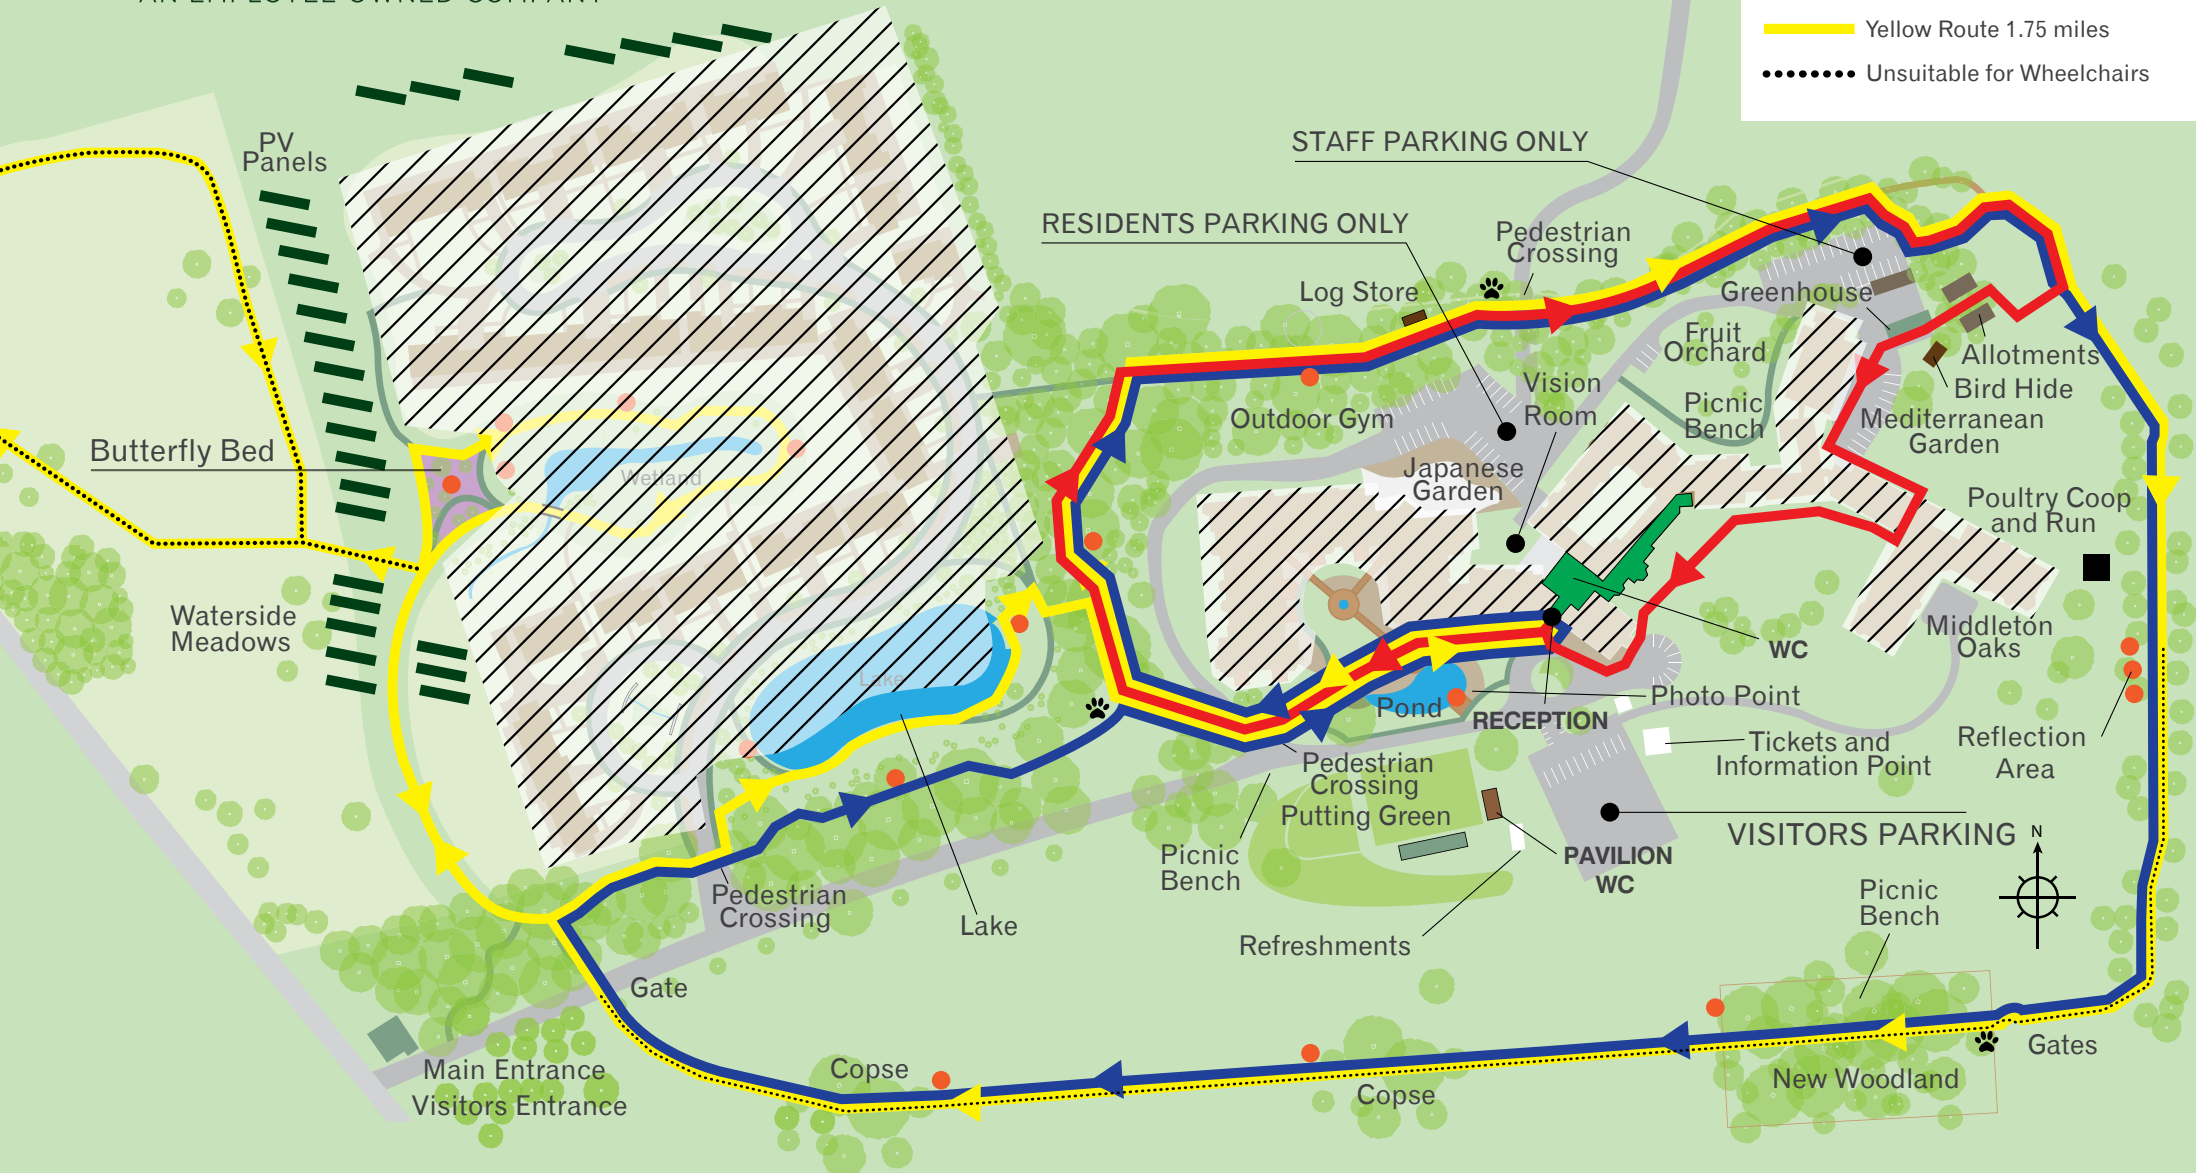 AN EMPLOYEE OWNED COMPANY
Yellow Route 1.75 miles
Unsuitable for Wheelchairs
PV
Panels
STAFF PARKING ONLY
RESIDENTS PARKING ONLY
Pedestrian
Crossing
Log Store
Greenhouse
Fruit
Orchard
Allotments
Bird Hide
Vision
Room
Outdoor Gym
Picnic
Bench
Mediterranean
Garden
Butterfly Bed
Wetland
Japanese
Garden
Poultry Coop
and Run
Waterside
Meadows
Middleton
Oaks
WC
Lake
Pond
Photo Point
RECEPTION
Tickets and
Information Point
Reflection
Area
Pedestrian
Crossing
Putting Green
VISITORS PARKING
N
Picnic
Bench
PAVILION
WC
Pedestrian
Crossing
Lake
Picnic
Bench
Refreshments
Gate
Gates
Main Entrance
Visitors Entrance
Copse
Copse
New Woodland